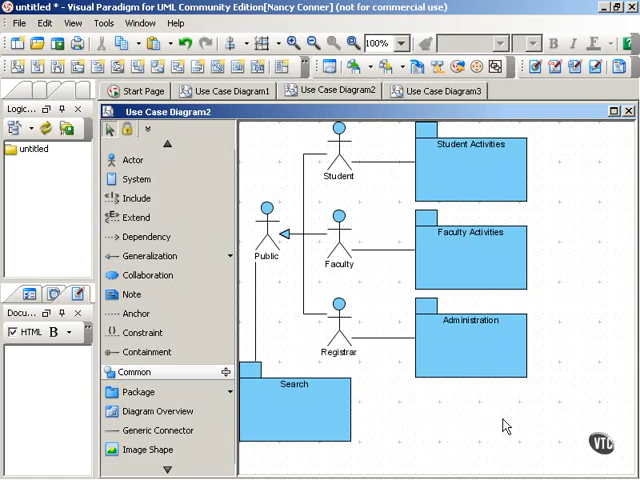 untitled * - Visual Paradigm for UML Community Edition[Nancy Conner] (not for commercial use)
File Edit View Tools Window Help
100%
B I
Start Page Use Case Diagram1 Use Case Diagram2 Use Case Diagram3
Logic...
untitled
Docu...
HTML B
Use Case Diagram2
Actor
System
Include
Extend
Dependency
Generalization
Collaboration
Note
Anchor
Constraint
Containment
Common
Package
Diagram Overview
Generic Connector
Image Shape
Student
Student Activities
Public
Faculty
Faculty Activities
Registrar
Administration
Search
VTC